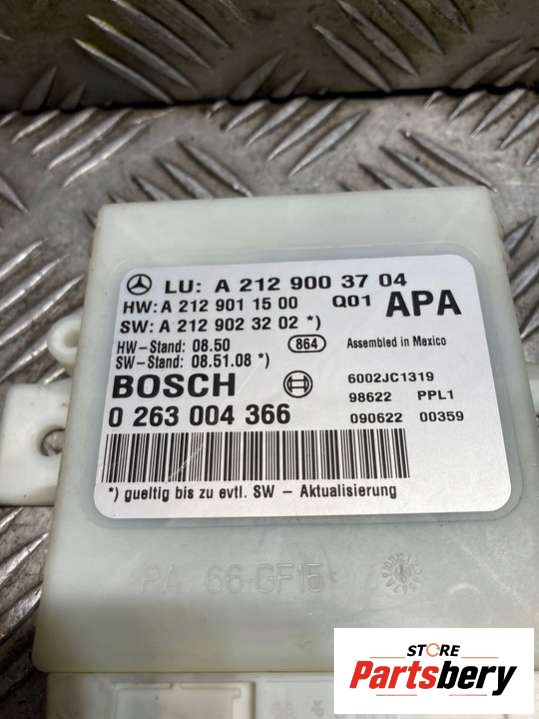 LU: A 212 900 37 04
HW: A 212 901 15 00 Q01 APA
SW: A 212 902 32 02 *)
HW-Stand: 08.50 864 Assembled in Mexico
SW-Stand: 08.51.08 *)
BOSCH 6002JC1319
98622 PPL1
0 263 004 366 090622 00359
*) gueltig bis zu evtl. SW - Aktualisierung
>PA 66-GF15<
STORE
Partsbery